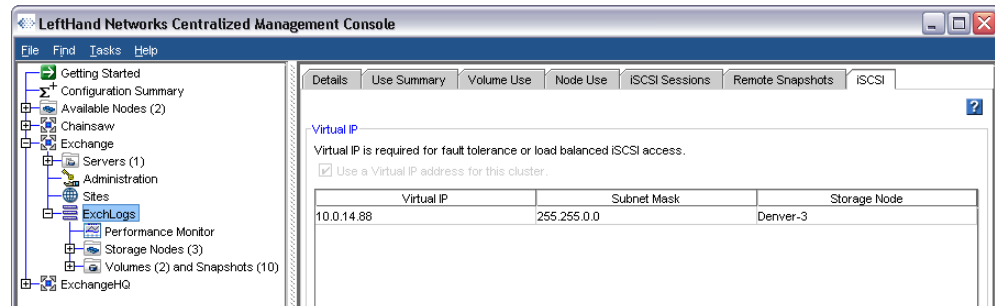 LeftHand Networks Centralized Management Console
File Find Tasks Help
Getting Started
Configuration Summary
Available Nodes (2)
Chainsaw
Exchange
Servers (1)
Administration
Sites
ExchLogs
Performance Monitor
Storage Nodes (3)
Volumes (2) and Snapshots (10)
ExchangeHQ
Details Use Summary Volume Use Node Use iSCSI Sessions Remote Snapshots iSCSI
?
Virtual IP
Virtual IP is required for fault tolerance or load balanced iSCSI access.
Use a Virtual IP address for this cluster.
Virtual IP Subnet Mask Storage Node
10.0.14.88 255.255.0.0 Denver-3